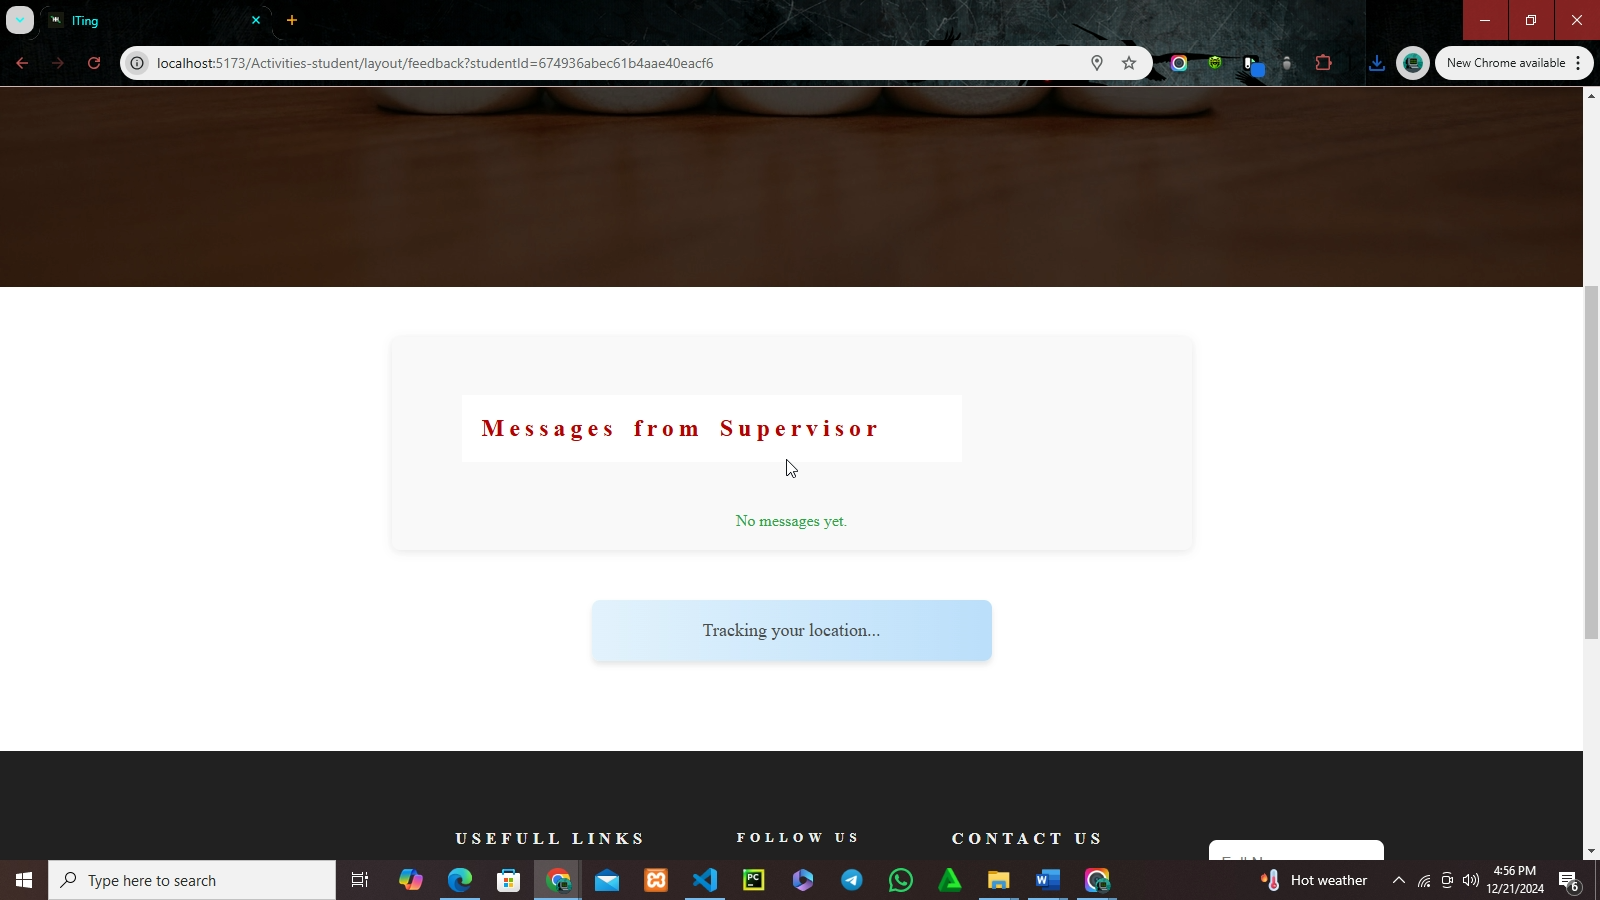 ITing
localhost:5173/Activities-student/layout/feedback?studentId=674936abec61b4aae40eacf6
New Chrome available
Messages from Supervisor
No messages yet.
Tracking your location...
USEFULL LINKS
FOLLOW US
CONTACT US
Type here to search
PC
Hot weather
4:56 PM
12/21/2024
6